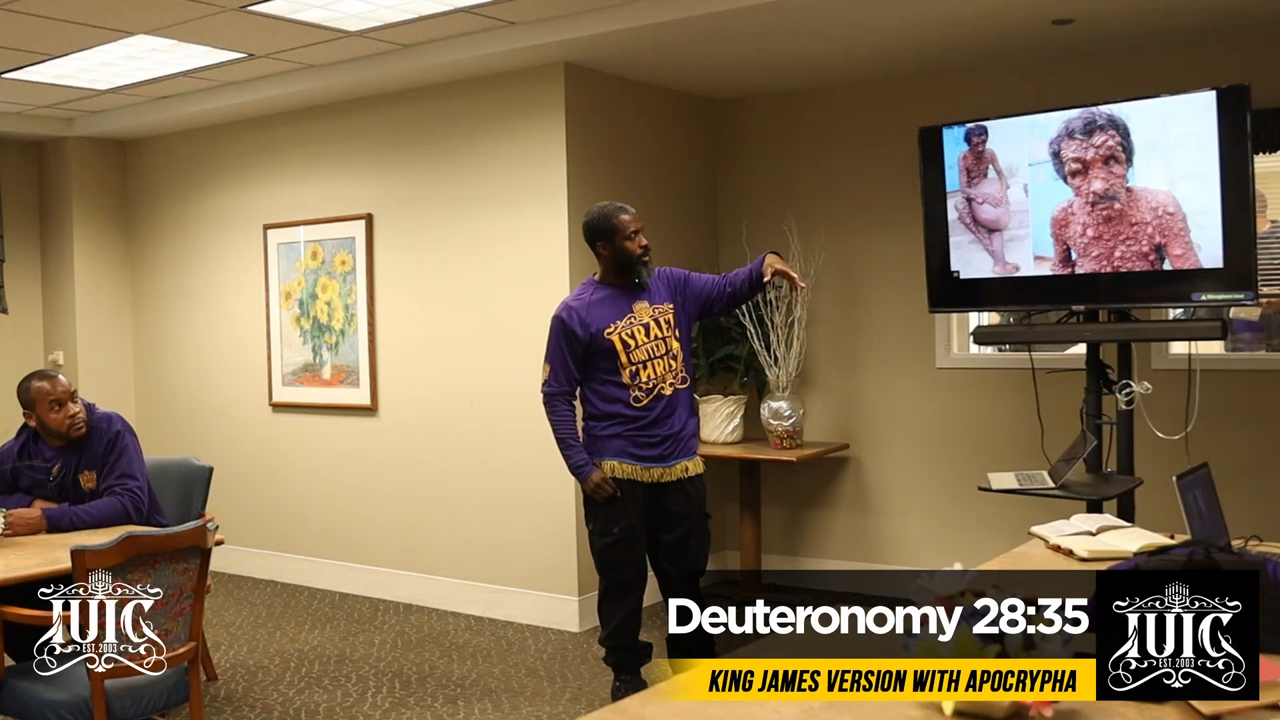 ISRAEL
UNITED IN
CHRIST
IUIC
EST. 2003
Deuteronomy 28:35
KING JAMES VERSION WITH APOCRYPHA
IUIC
EST. 2003